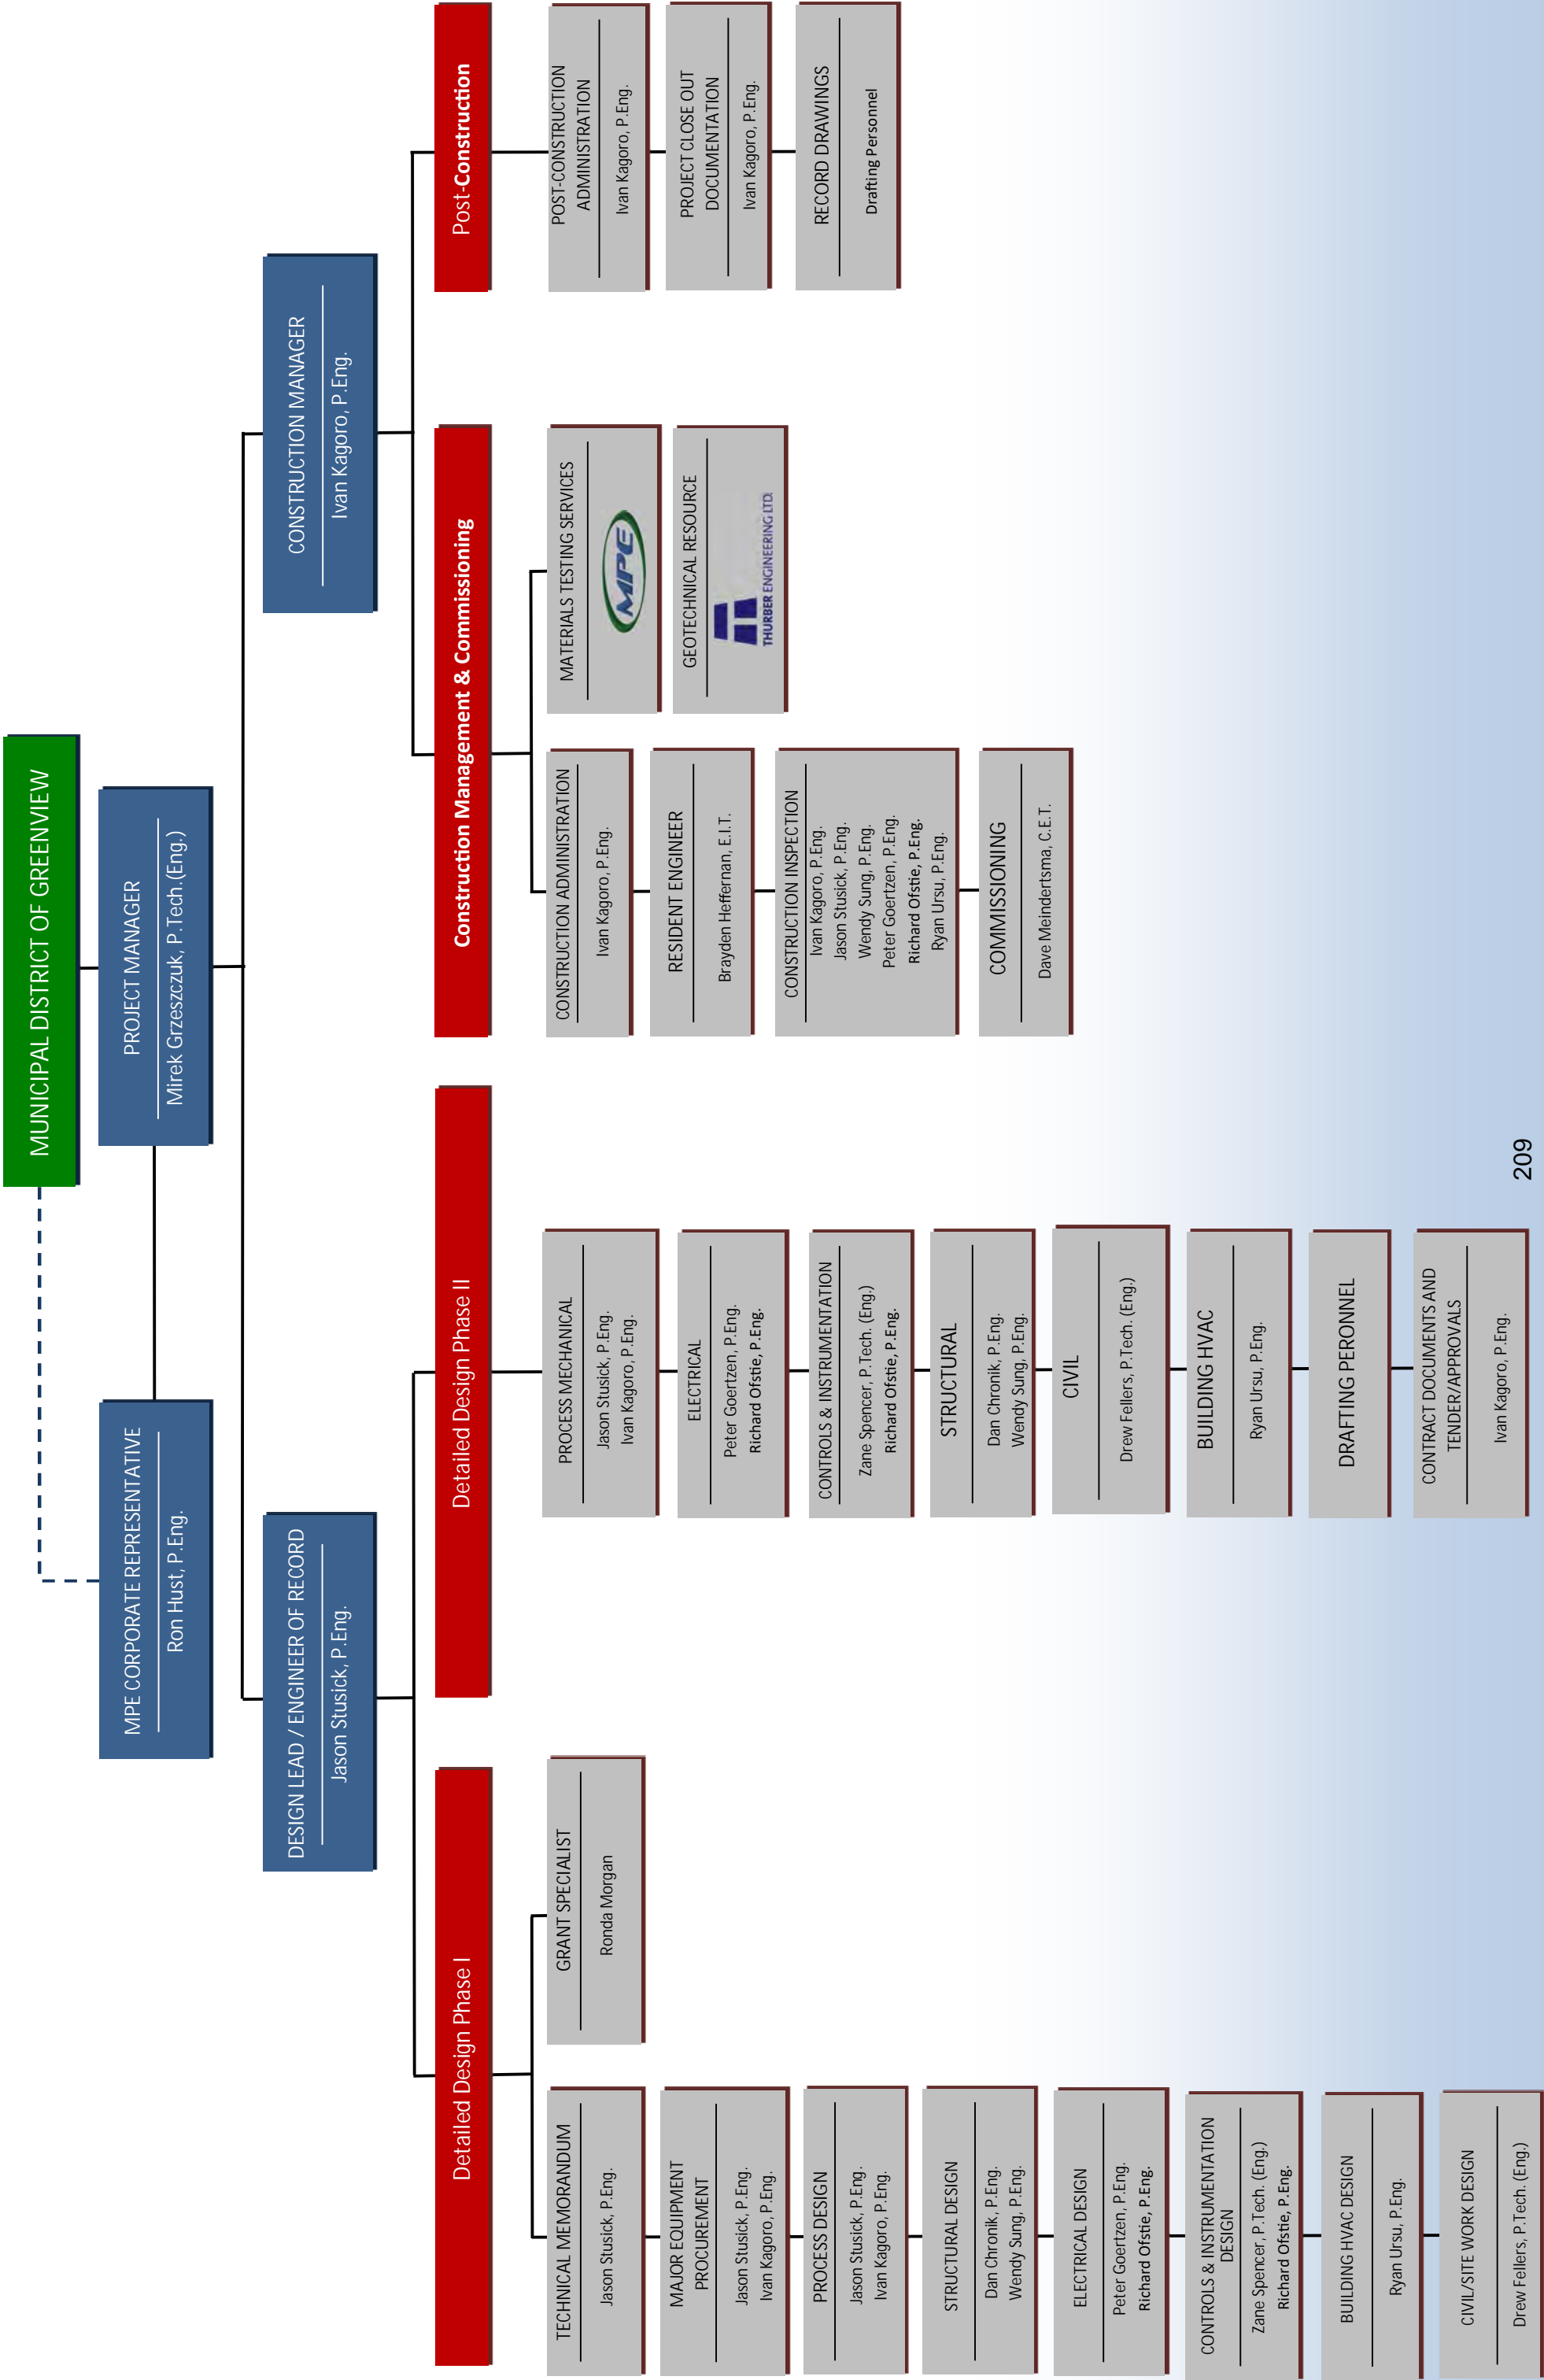 MUNICIPAL DISTRICT OF GREENVIEW
MPE CORPORATE REPRESENTATIVE
Ron Hust, P.Eng.
PROJECT MANAGER
Mirek Grzeszczuk, P.Tech.(Eng.)
DESIGN LEAD / ENGINEER OF RECORD
Jason Stusick, P.Eng.
CONSTRUCTION MANAGER
Ivan Kagoro, P.Eng.
Detailed Design Phase I
TECHNICAL MEMORANDUM
Jason Stusick, P.Eng.
MAJOR EQUIPMENT
PROCUREMENT
Jason Stusick, P.Eng.
Ivan Kagoro, P.Eng.
PROCESS DESIGN
Jason Stusick, P.Eng.
Ivan Kagoro, P.Eng.
STRUCTURAL DESIGN
Dan Chronik, P.Eng.
Wendy Sung, P.Eng.
ELECTRICAL DESIGN
Peter Goertzen, P.Eng.
Richard Ofstie, P.Eng.
CONTROLS & INSTRUMENTATION
DESIGN
Zane Spencer, P.Tech. (Eng.)
Richard Ofstie, P.Eng.
BUILDING HVAC DESIGN
Ryan Ursu, P.Eng.
CIVIL/SITE WORK DESIGN
Drew Fellers, P.Tech. (Eng.)
GRANT SPECIALIST
Ronda Morgan
Detailed Design Phase II
PROCESS MECHANICAL
Jason Stusick, P.Eng.
Ivan Kagoro, P.Eng.
ELECTRICAL
Peter Goertzen, P.Eng.
Richard Ofstie, P.Eng.
CONTROLS & INSTRUMENTATION
Zane Spencer, P.Tech. (Eng.)
Richard Ofstie, P.Eng.
STRUCTURAL
Dan Chronik, P.Eng.
Wendy Sung, P.Eng.
CIVIL
Drew Fellers, P.Tech. (Eng.)
BUILDING HVAC
Ryan Ursu, P.Eng.
DRAFTING PERONNEL
CONTRACT DOCUMENTS AND
TENDER/APPROVALS
Ivan Kagoro, P.Eng.
Construction Management & Commissioning
CONSTRUCTION ADMINISTRATION
Ivan Kagoro, P.Eng.
RESIDENT ENGINEER
Brayden Heffernan, E.I.T.
CONSTRUCTION INSPECTION
Ivan Kagoro, P.Eng.
Jason Stusick, P.Eng.
Wendy Sung, P.Eng.
Peter Goertzen, P.Eng.
Richard Ofstie, P.Eng.
Ryan Ursu, P.Eng.
COMMISSIONING
Dave Meindertsma, C.E.T.
MATERIALS TESTING SERVICES
MPE
GEOTECHNICAL RESOURCE
THURBER ENGINEERING LTD.
Post-Construction
POST-CONSTRUCTION
ADMINISTRATION
Ivan Kagoro, P.Eng.
PROJECT CLOSE OUT
DOCUMENTATION
Ivan Kagoro, P.Eng.
RECORD DRAWINGS
Drafting Personnel
209